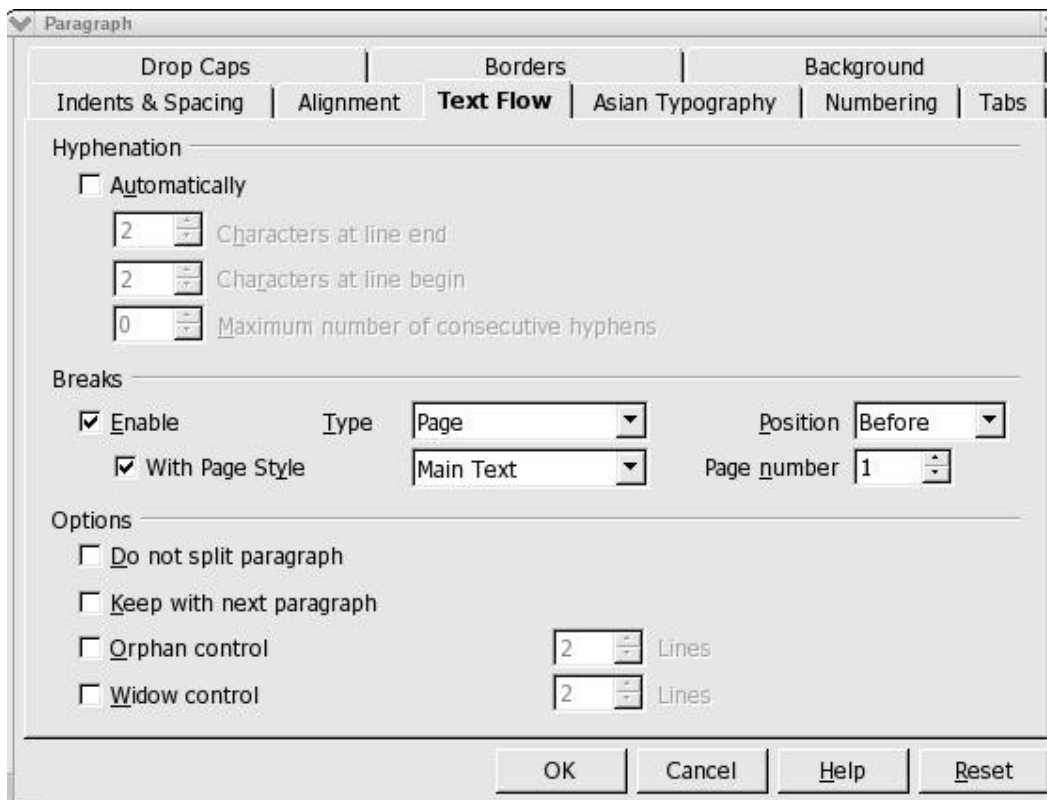 Paragraph
Drop Caps Borders Background
Indents & Spacing Alignment Text Flow Asian Typography Numbering Tabs
Hyphenation
Automatically
2 Characters at line end
2 Characters at line begin
0 Maximum number of consecutive hyphens
Breaks
Enable Type Page Position Before
With Page Style Main Text Page number 1
Options
Do not split paragraph
Keep with next paragraph
Orphan control 2 Lines
Widow control 2 Lines
OK Cancel Help Reset